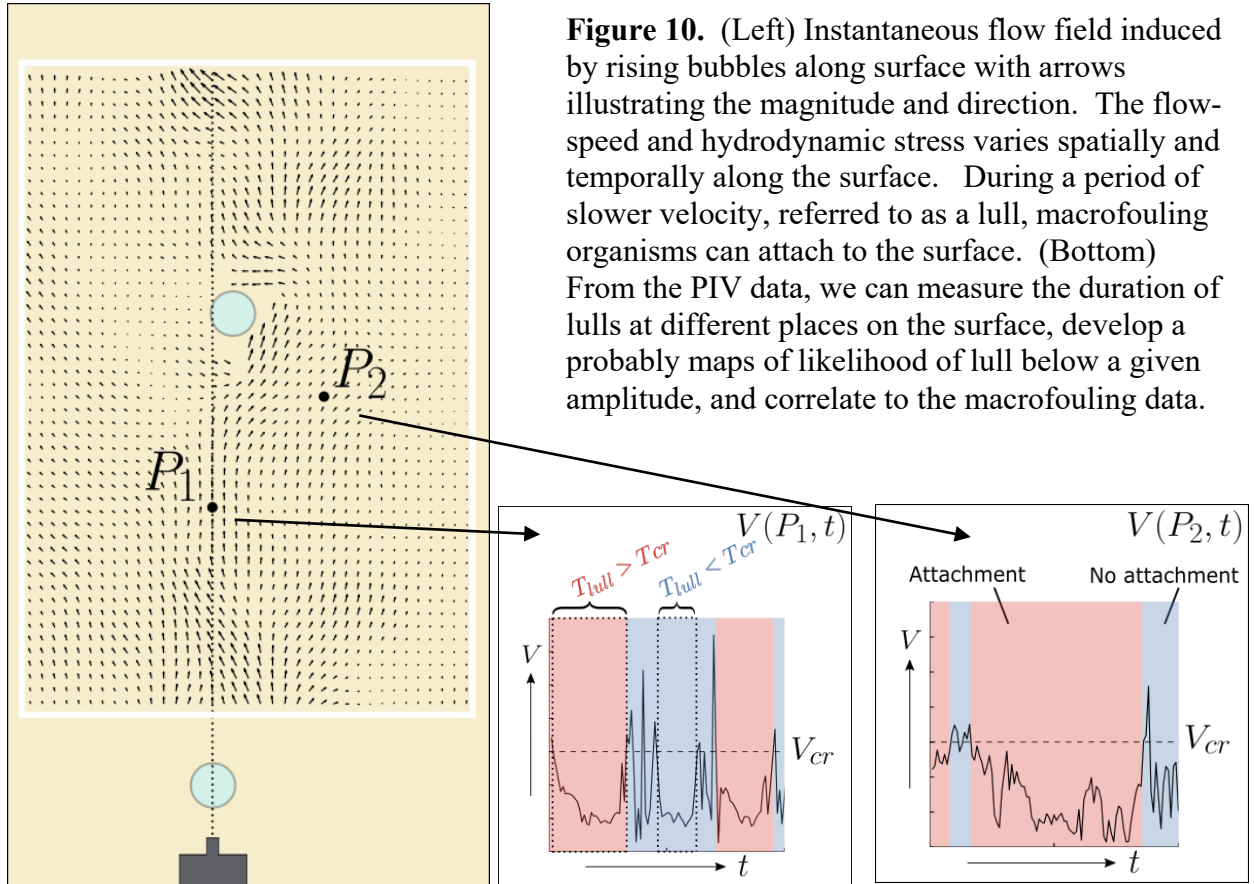 Figure 10. (Left) Instantaneous flow field induced
by rising bubbles along surface with arrows
illustrating the magnitude and direction. The flow-
speed and hydrodynamic stress varies spatially and
temporally along the surface. During a period of
slower velocity, referred to as a lull, macrofouling
organisms can attach to the surface. (Bottom)
From the PIV data, we can measure the duration of
lulls at different places on the surface, develop a
probably maps of likelihood of lull below a given
amplitude, and correlate to the macrofouling data.
P2
P1
V(P1, t)
Tlull > Tcr
Tlull < Tcr
V
Vcr
t
V(P2, t)
Attachment
No attachment
V
Vcr
t